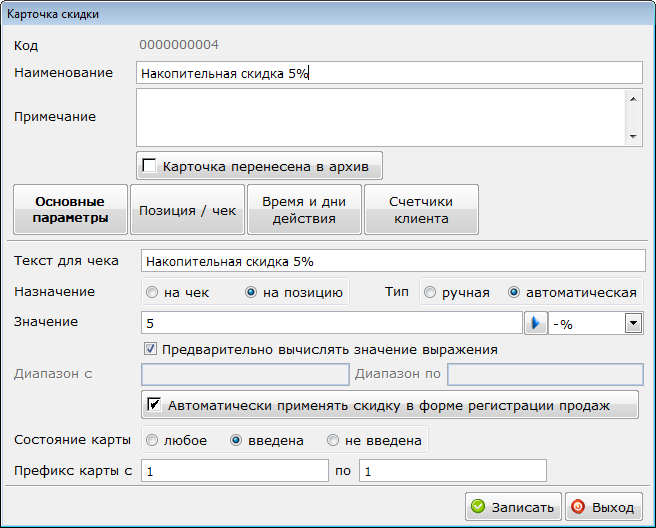 Карточка скидки
Код 0000000004
Наименование Накопительная скидка 5%
Примечание
Карточка перенесена в архив
Основные параметры Позиция / чек Время и дни действия Счетчики клиента
Текст для чека Накопительная скидка 5%
Назначение на чек на позицию Тип ручная автоматическая
Значение 5 -%
Предварительно вычислять значение выражения
Диапазон с Диапазон по
Автоматически применять скидку в форме регистрации продаж
Состояние карты любое введена не введена
Префикс карты с 1 по 1
Записать Выход